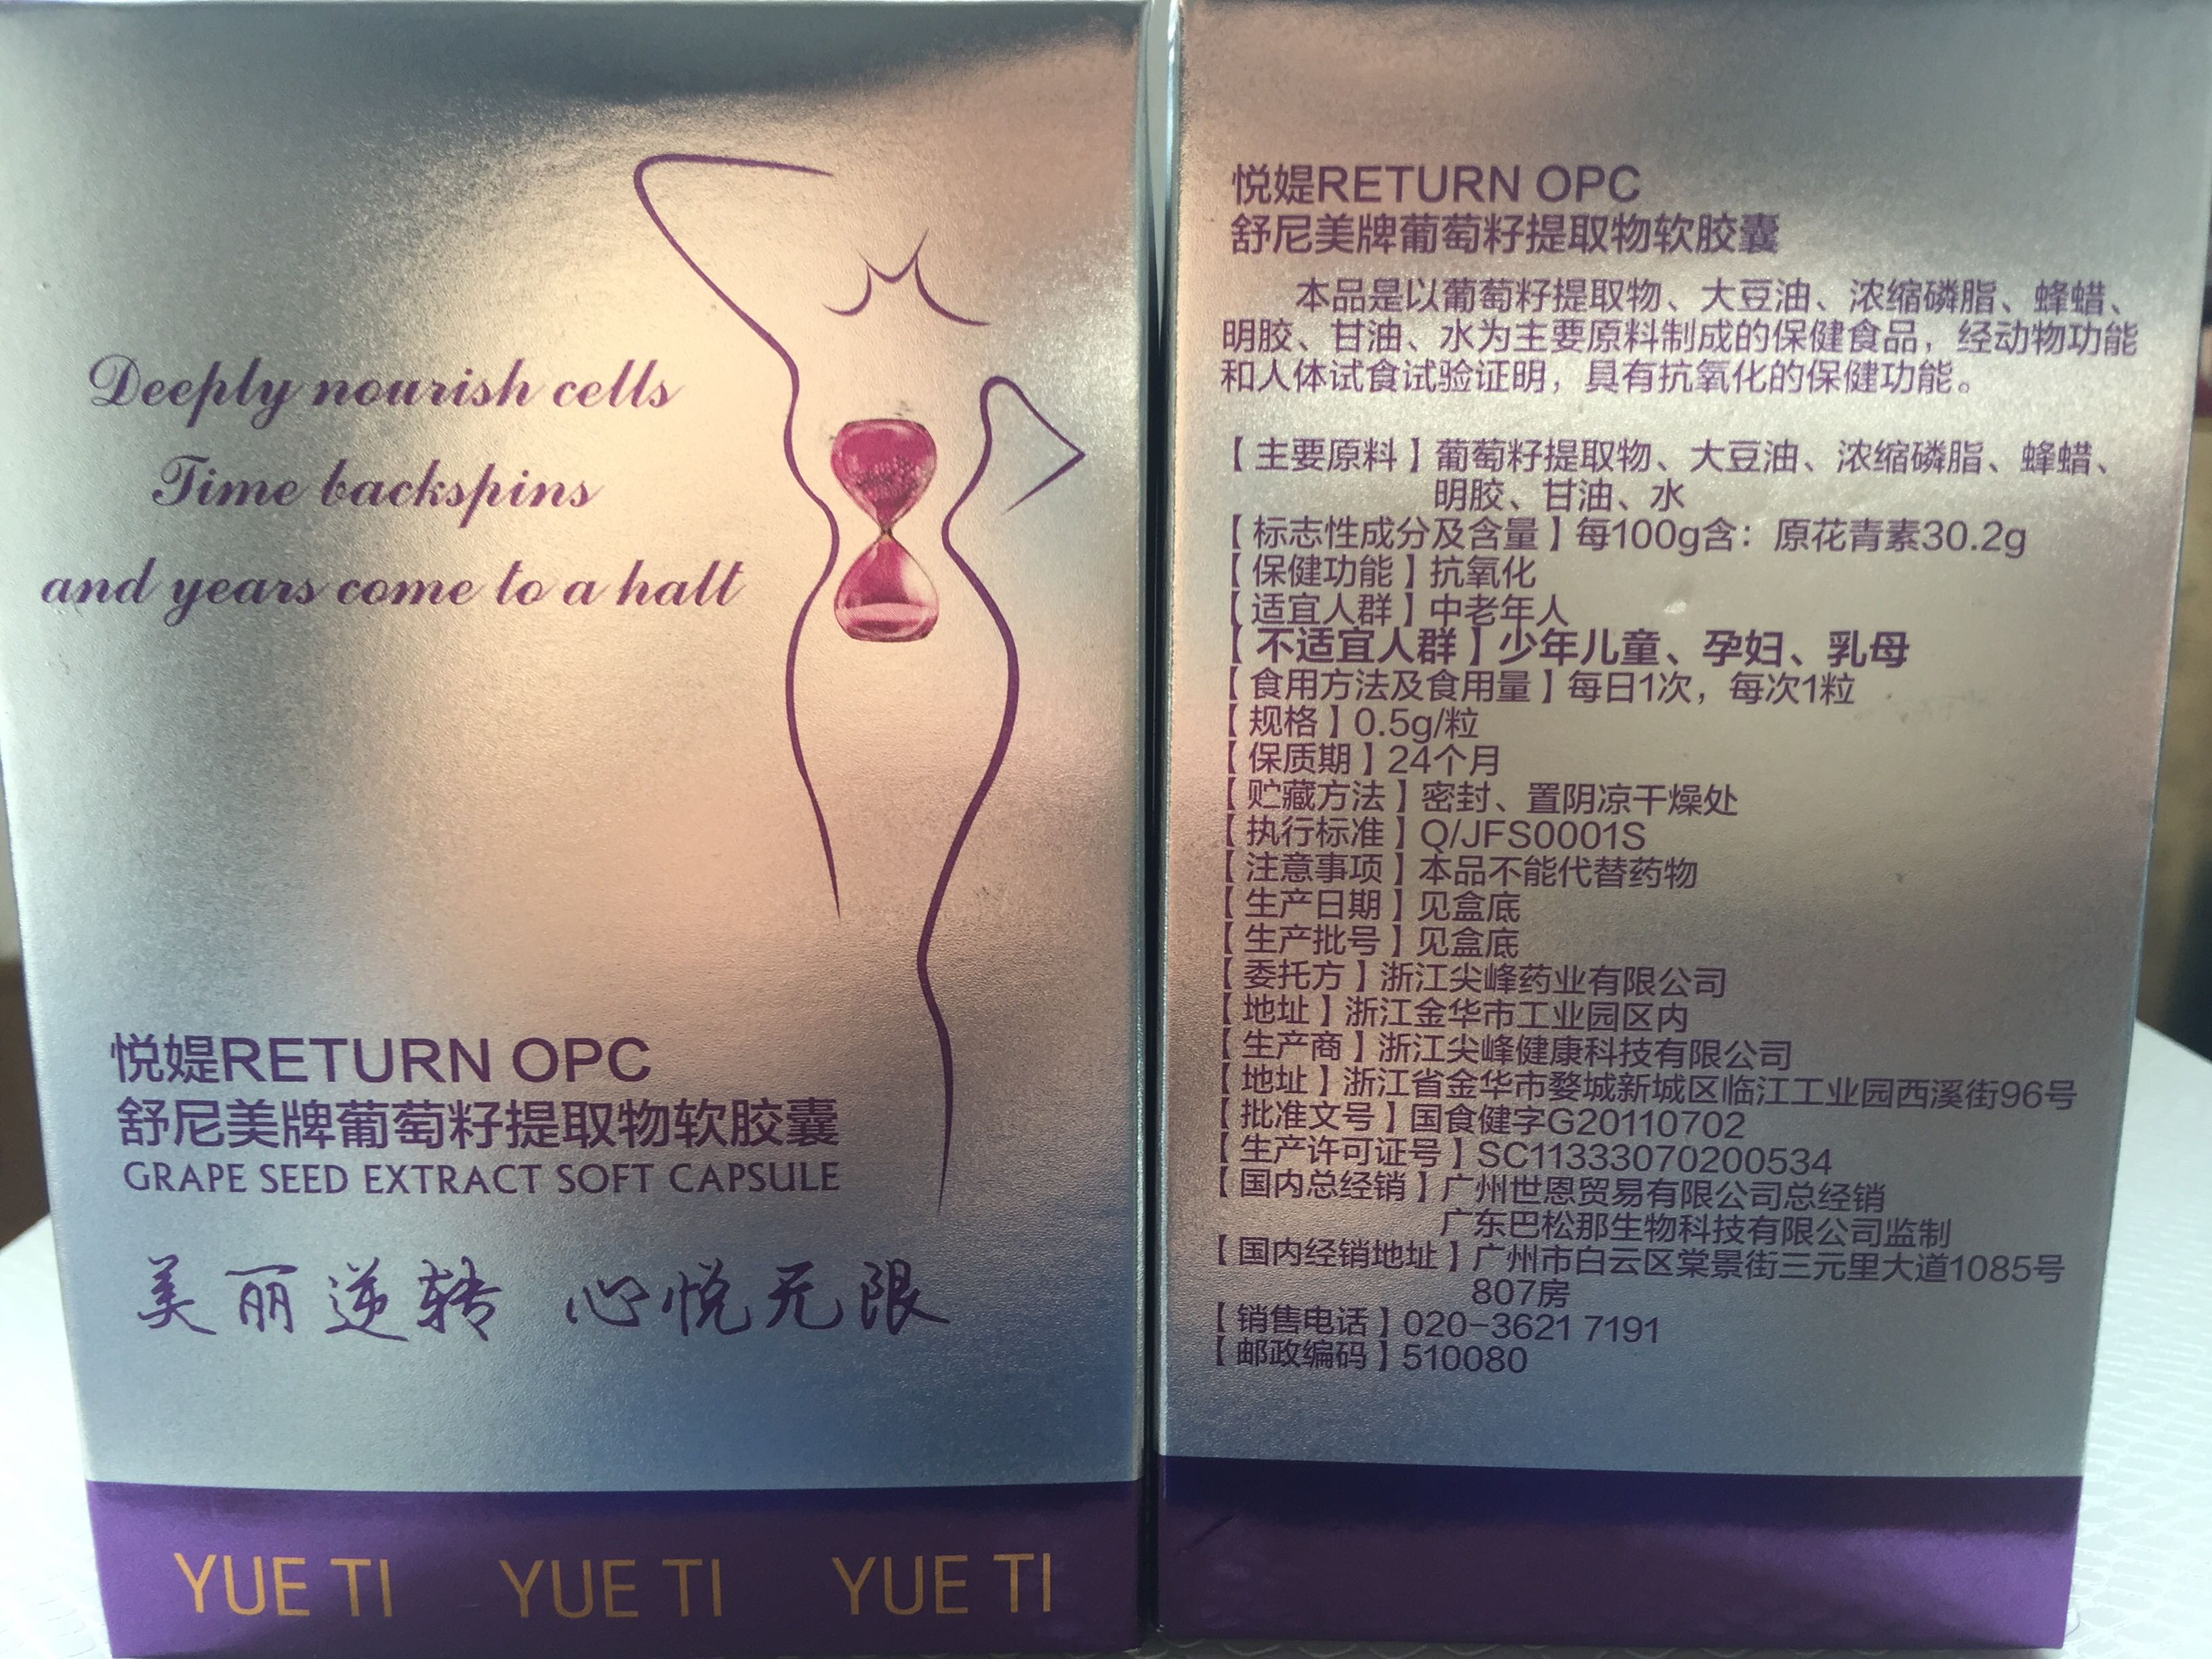 Deeply nourish cells
Time backspins
and years come to a halt
悦媞RETURN OPC
舒尼美牌葡萄籽提取物软胶囊
GRAPE SEED EXTRACT SOFT CAPSULE
美丽逆转 心悦无限
YUE TI YUE TI YUE TI
悦媞RETURN OPC
舒尼美牌葡萄籽提取物软胶囊
本品是以葡萄籽提取物、大豆油、浓缩磷脂、蜂蜡、
明胶、甘油、水为主要原料制成的保健食品，经动物功能
和人体试食试验证明，具有抗氧化的保健功能。
【主要原料】葡萄籽提取物、大豆油、浓缩磷脂、蜂蜡、
明胶、甘油、水
【标志性成分及含量】每100g含：原花青素30.2g
【保健功能】抗氧化
【适宜人群】中老年人
【不适宜人群】少年儿童、孕妇、乳母
【食用方法及食用量】每日1次，每次1粒
【规格】0.5g/粒
【保质期】24个月
【贮藏方法】密封、置阴凉干燥处
【执行标准】Q/JFS0001S
【注意事项】本品不能代替药物
【生产日期】见盒底
【生产批号】见盒底
【委托方】浙江尖峰药业有限公司
【地址】浙江金华市工业园区内
【生产商】浙江尖峰健康科技有限公司
【地址】浙江省金华市婺城新城区临江工业园西溪街96号
【批准文号】国食健字G20110702
【生产许可证号】SC11333070200534
【国内总经销】广州世恩贸易有限公司总经销
广东巴松那生物科技有限公司监制
【国内经销地址】广州市白云区棠景街三元里大道1085号
807房
【销售电话】020-3621 7191
【邮政编码】510080